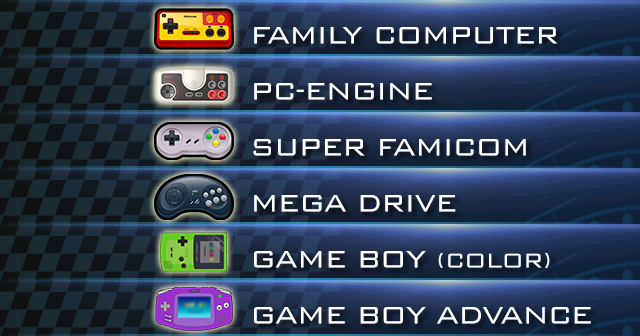 FAMILY COMPUTER
PC-ENGINE
SUPER FAMICOM
MEGA DRIVE
GAME BOY (COLOR)
GAME BOY ADVANCE